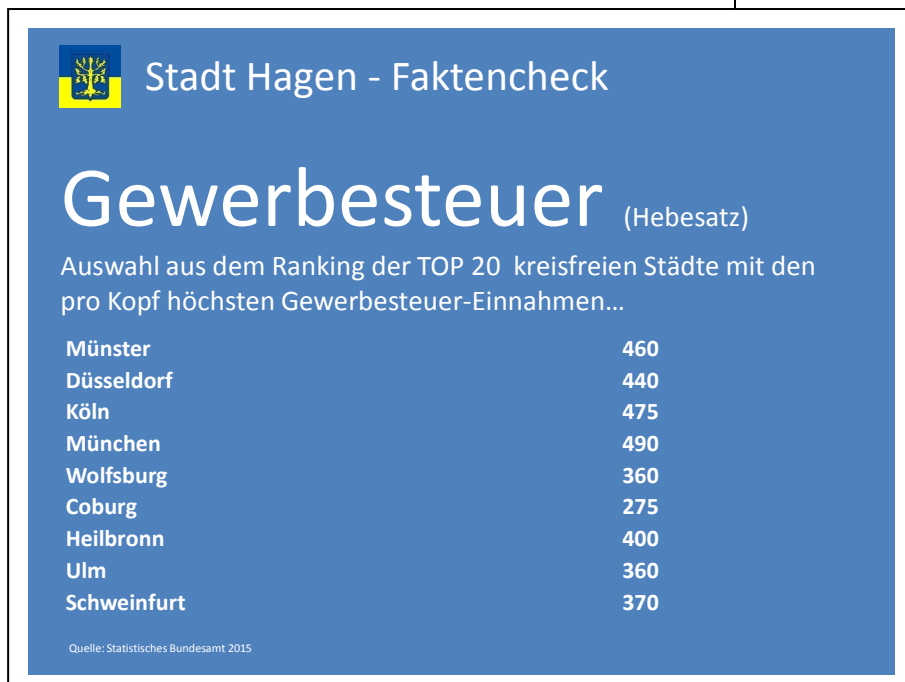 Stadt Hagen - Faktencheck
Gewerbesteuer (Hebesatz)
Auswahl aus dem Ranking der TOP 20 kreisfreien Städte mit den
pro Kopf höchsten Gewerbesteuer-Einnahmen…
Münster 460
Düsseldorf 440
Köln 475
München 490
Wolfsburg 360
Coburg 275
Heilbronn 400
Ulm 360
Schweinfurt 370
Quelle: Statistisches Bundesamt 2015